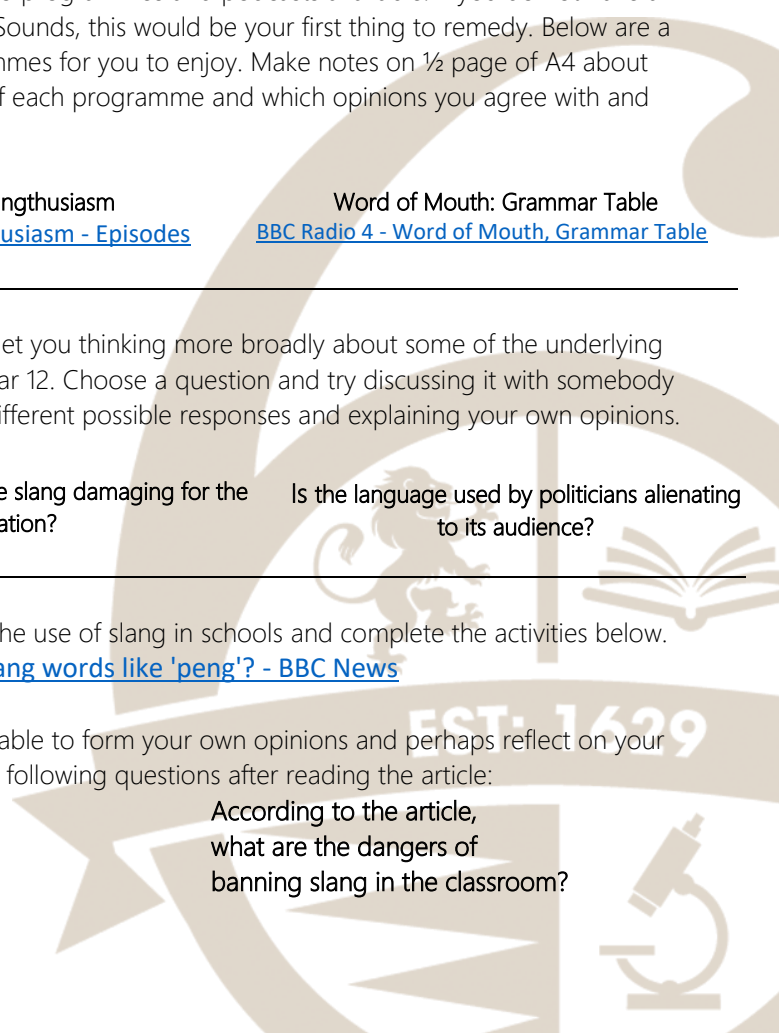 Sounds, this would be your first thing to remedy. Below are a
mmes for you to enjoy. Make notes on ½ page of A4 about
f each programme and which opinions you agree with and
ngthusiasm
Word of Mouth: Grammar Table
usiasm - Episodes
BBC Radio 4 - Word of Mouth, Grammar Table
et you thinking more broadly about some of the underlying
ar 12. Choose a question and try discussing it with somebody
ifferent possible responses and explaining your own opinions.
e slang damaging for the
ation?
Is the language used by politicians alienating
to its audience?
he use of slang in schools and complete the activities below.
ang words like 'peng'? - BBC News
EST: 1629
able to form your own opinions and perhaps reflect on your
following questions after reading the article:
According to the article,
what are the dangers of
banning slang in the classroom?